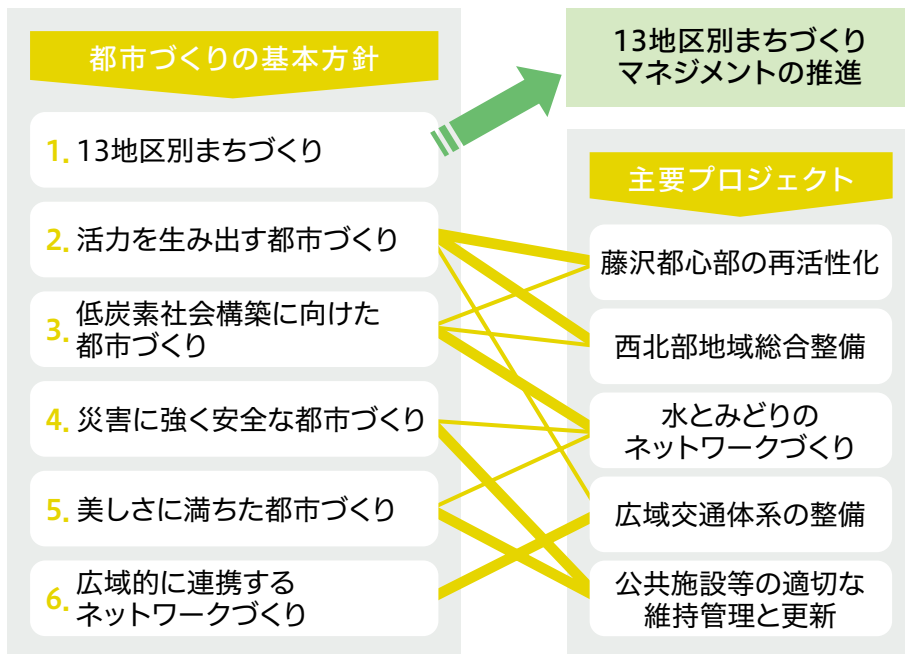 都市づくりの基本方針
1. 13地区別まちづくり
2. 活力を生み出す都市づくり
3. 低炭素社会構築に向けた
都市づくり
4. 災害に強く安全な都市づくり
5. 美しさに満ちた都市づくり
6. 広域的に連携する
ネットワークづくり
13地区別まちづくり
マネジメントの推進
主要プロジェクト
藤沢都心部の再活性化
西北部地域総合整備
水とみどりの
ネットワークづくり
広域交通体系の整備
公共施設等の適切な
維持管理と更新